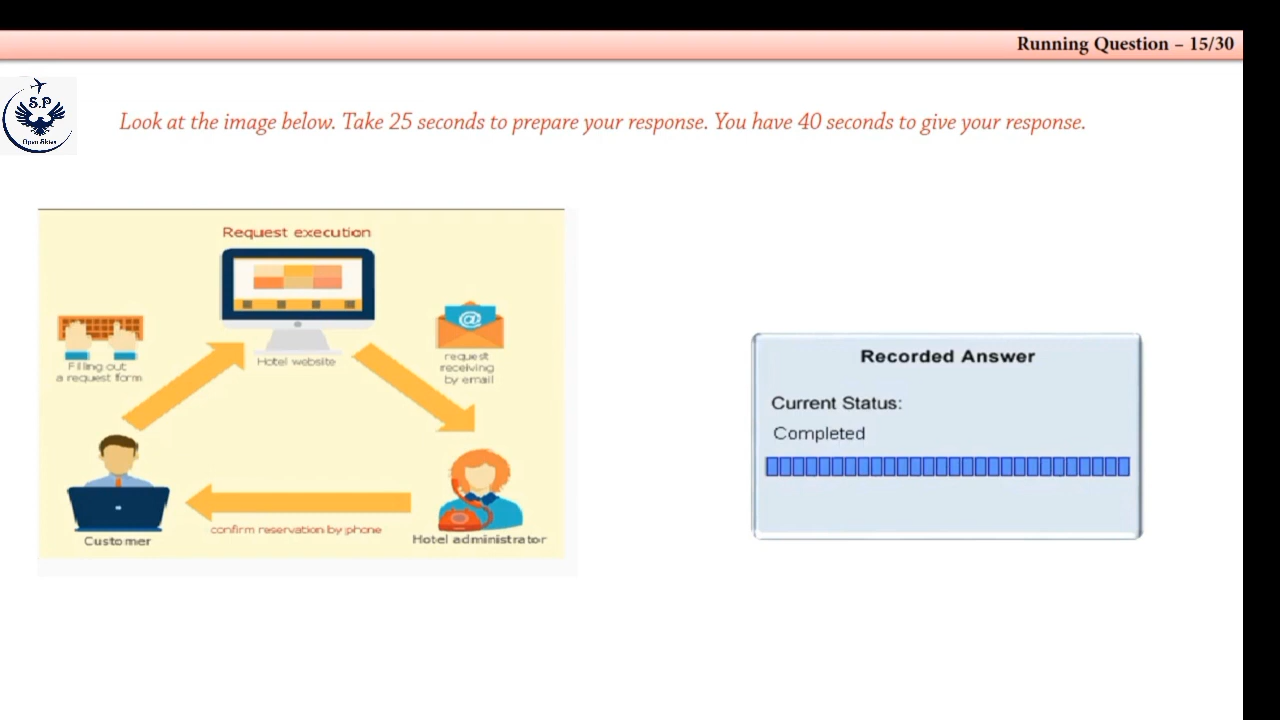 Running Question – 15/30
S.P
Look at the image below. Take 25 seconds to prepare your response. You have 40 seconds to give your response.
Request execution
@
Filling out
a request form
Hotel website
request
receiving
by email
Customer
confirm reservation by phone
Hotel administrator
Recorded Answer
Current Status:
Completed